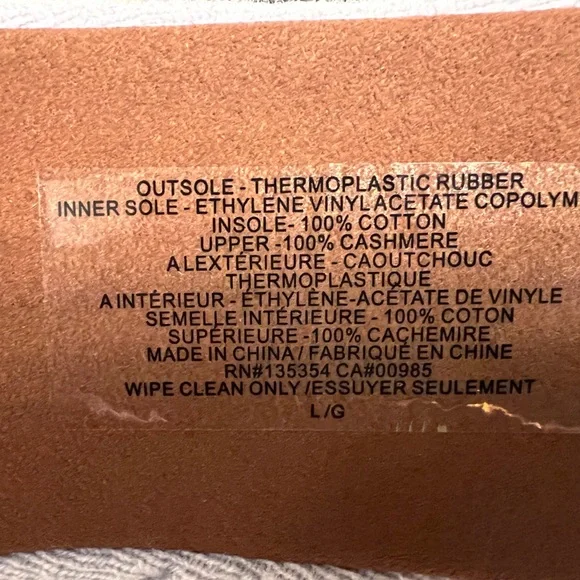 OUTSOLE - THERMOPLASTIC RUBBER
INNER SOLE - ETHYLENE VINYL ACETATE COPOLYM
INSOLE- 100% COTTON
UPPER -100% CASHMERE
A LEXTÉRIEURE - CAOUTCHOUC
THERMOPLASTIQUE
A INTÉRIEUR - ÉTHYLÈNE-ACÉTATE DE VINYLE
SEMELLE INTÉRIEURE - 100% COTON
SUPÉRIEURE -100% CACHEMIRE
MADE IN CHINA / FABRIQUÉ EN CHINE
RN#135354 CA#00985
WIPE CLEAN ONLY /ESSUYER SEULEMENT
L /G